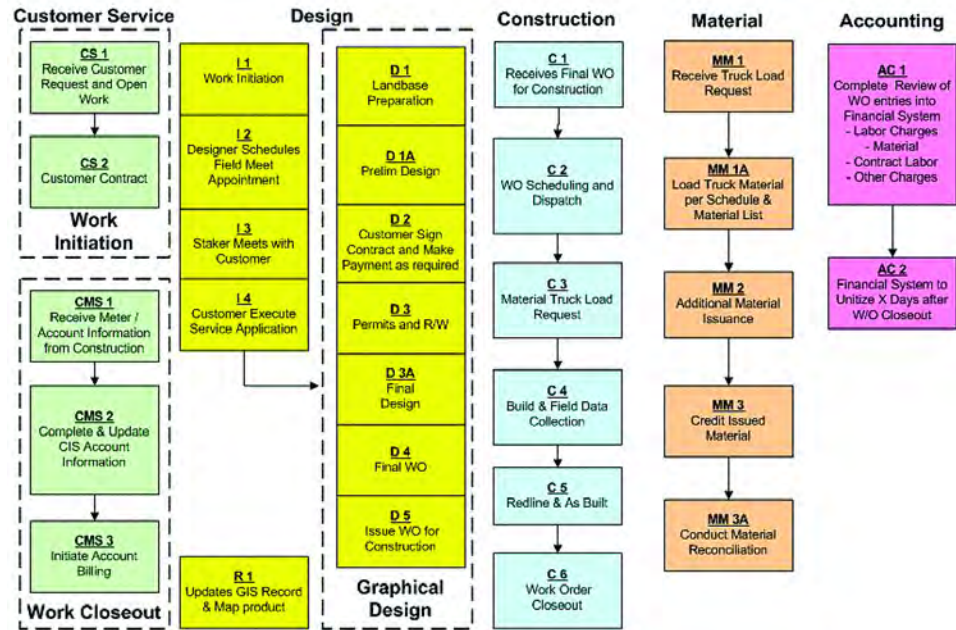 Customer Service
CS 1
Receive Customer
Request and Open
Work
CS 2
Customer Contract
Work
Initiation
CMS 1
Receive Meter /
Account Information
from Construction
CMS 2
Complete & Update
CIS Account
Information
CMS 3
Initiate Account
Billing
Work Closeout
Design
I 1
Work Initiation
I 2
Designer Schedules
Field Meet
Appointment
I 3
Staker Meets with
Customer
I 4
Customer Execute
Service Application
R 1
Updates GIS Record
& Map product
D 1
Landbase
Preparation
D 1A
Prelim Design
D 2
Customer Sign
Contract and Make
Payment as required
D 3
Permits and R/W
D 3A
Final
Design
D 4
Final WO
D 5
Issue WO for
Construction
Graphical
Design
Construction
C 1
Receives Final WO
for Construction
C 2
WO Scheduling and
Dispatch
C 3
Material Truck Load
Request
C 4
Build & Field Data
Collection
C 5
Redline & As Built
C 6
Work Order
Closeout
Material
MM 1
Receive Truck Load
Request
MM 1A
Load Truck Material
per Schedule &
Material List
MM 2
Additional Material
Issuance
MM 3
Credit Issued
Material
MM 3A
Conduct Material
Reconciliation
Accounting
AC 1
Complete Review of
WO entries into
Financial System
- Labor Charges
- Material
- Contract Labor
- Other Charges
AC 2
Financial System to
Unitize X Days after
W/O Closeout